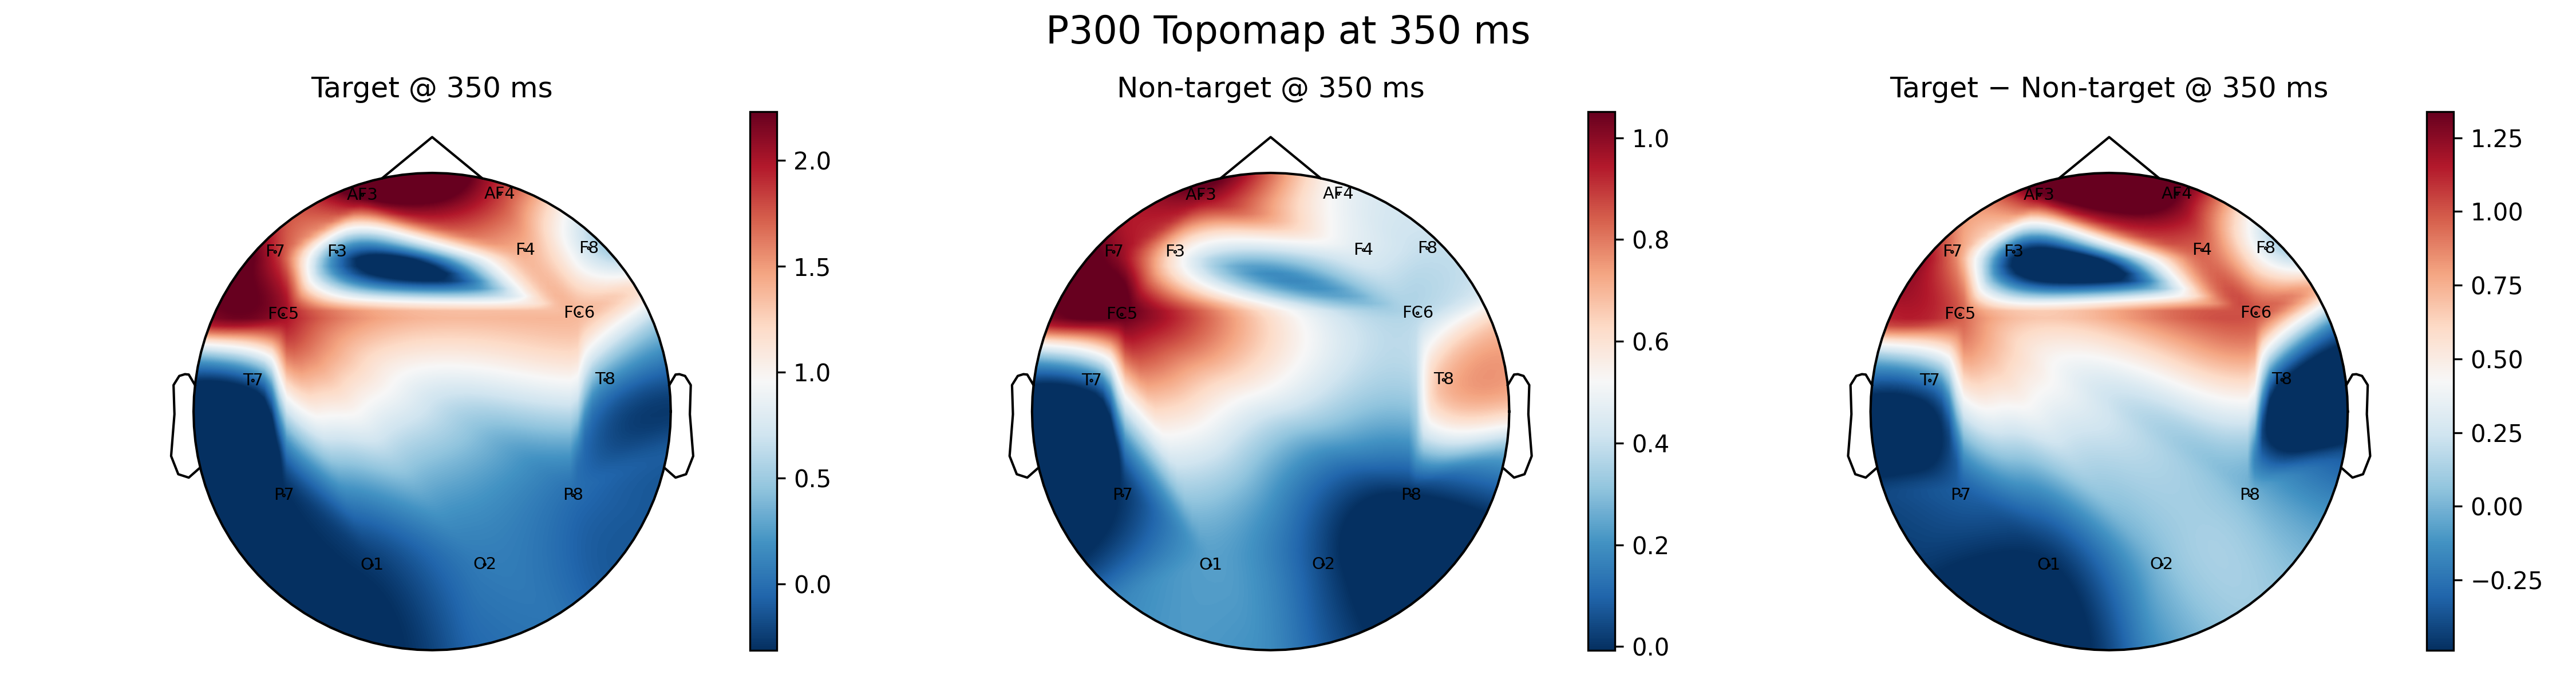 P300 Topomap at 350 ms
Target @ 350 ms
Non-target @ 350 ms
Target − Non-target @ 350 ms
AF3
AF4
F7
F3
F4
F8
FC5
FC6
T7
T8
P7
P8
O1
O2
2.0
1.5
1.0
0.5
0.0
AF3
AF4
F7
F3
F4
F8
FC5
FC6
T7
T8
P7
P8
O1
O2
1.0
0.8
0.6
0.4
0.2
0.0
AF3
AF4
F7
F3
F4
F8
FC5
FC6
T7
T8
P7
P8
O1
O2
1.25
1.00
0.75
0.50
0.25
0.00
−0.25